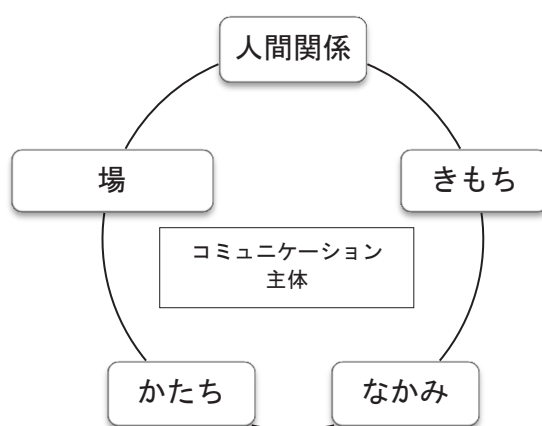 人間関係
場
きもち
コミュニケーション
主体
かたち
なかみ